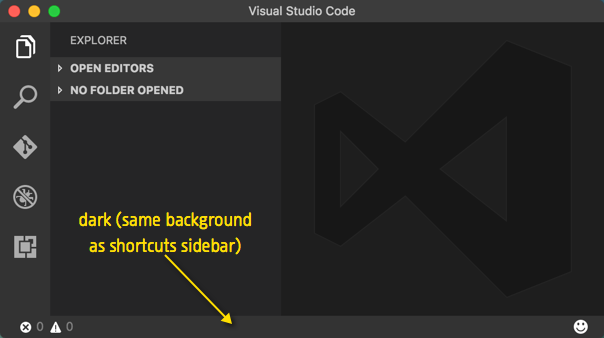 Visual Studio Code
EXPLORER
OPEN EDITORS
NO FOLDER OPENED
dark (same background
as shortcuts sidebar)
0 0